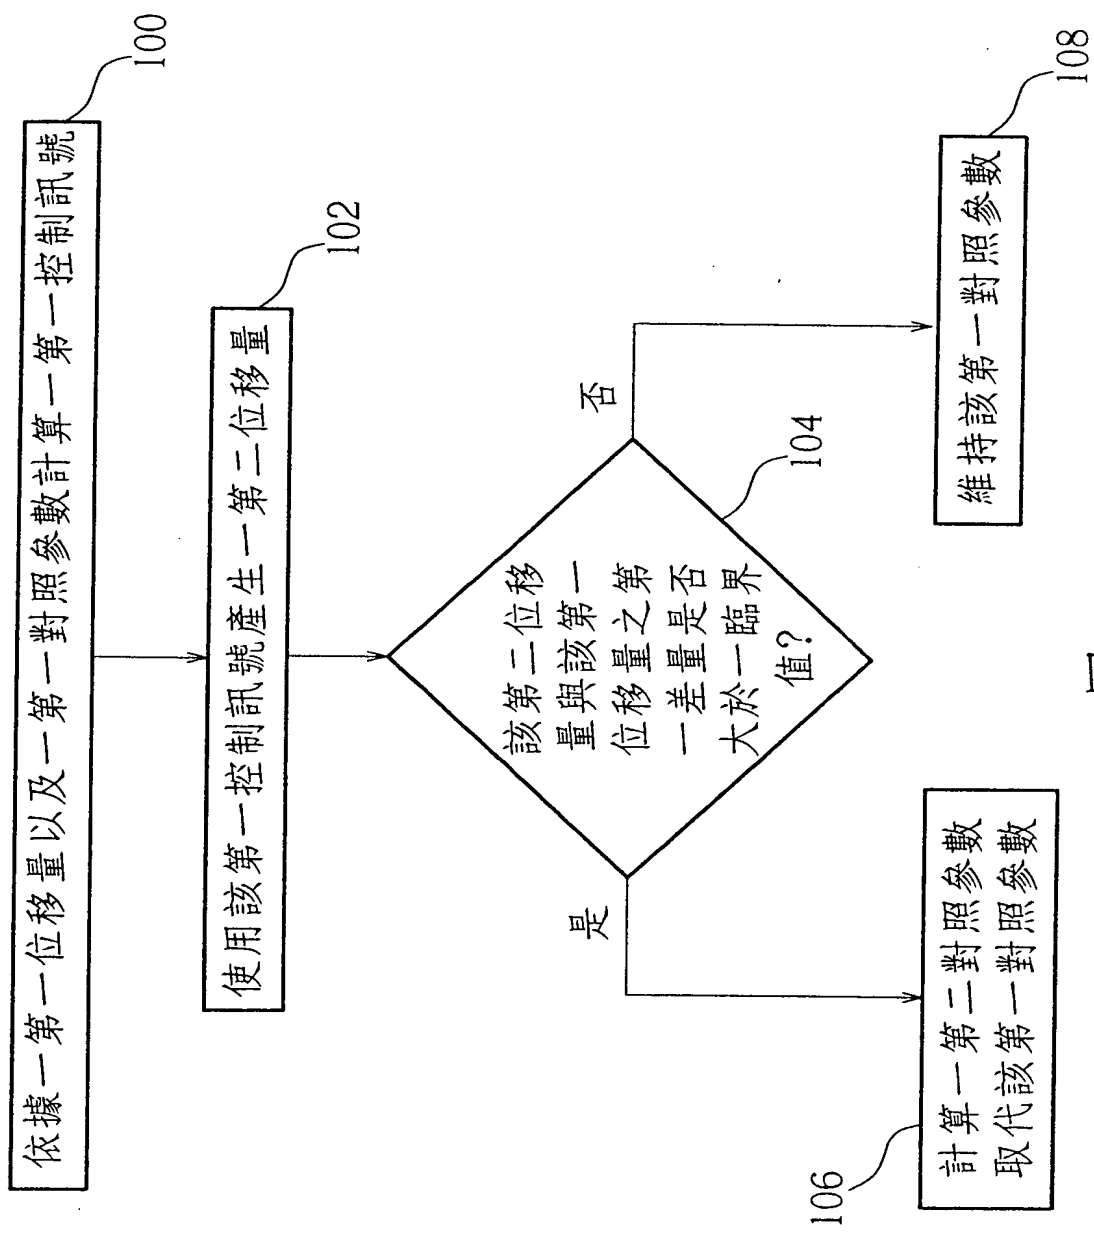 依據一第一位移量以及一第一對照參數計算一第一控制訊號
100
使用該第一控制訊號產生一第二位移量
102
該第二位移
量與該第一
位移量之第
一差量是否
大於一臨界
值?
104
是
否
計算一第二對照參數
取代該第一對照參數
106
維持該第一對照參數
108